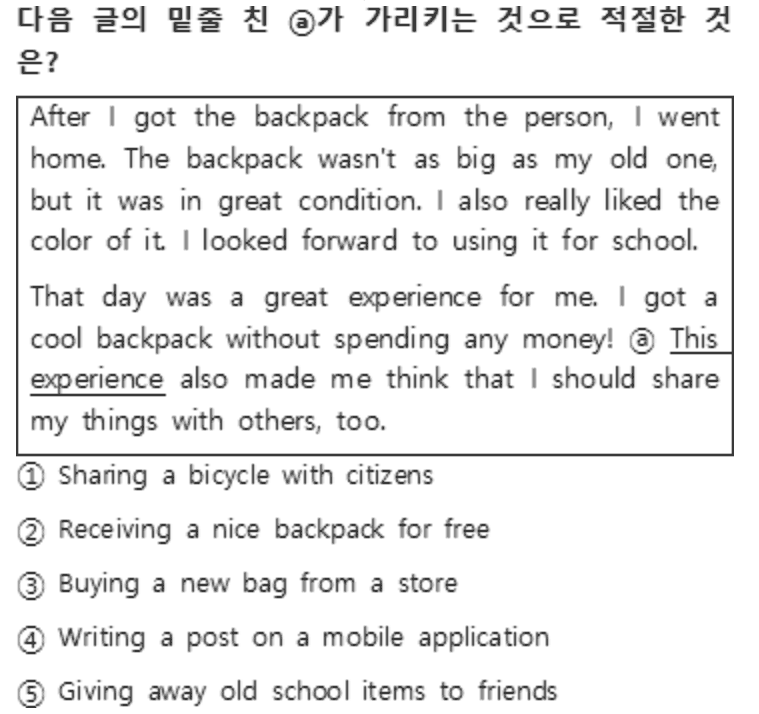 다음 글의 밑줄 친 ⓐ가 가리키는 것으로 적절한 것
은?
After I got the backpack from the person, I went
home. The backpack wasn't as big as my old one,
but it was in great condition. I also really liked the
color of it. I looked forward to using it for school.
That day was a great experience for me. I got a
cool backpack without spending any money! ⓐ This
experience also made me think that I should share
my things with others, too.
① Sharing a bicycle with citizens
② Receiving a nice backpack for free
③ Buying a new bag from a store
④ Writing a post on a mobile application
⑤ Giving away old school items to friends